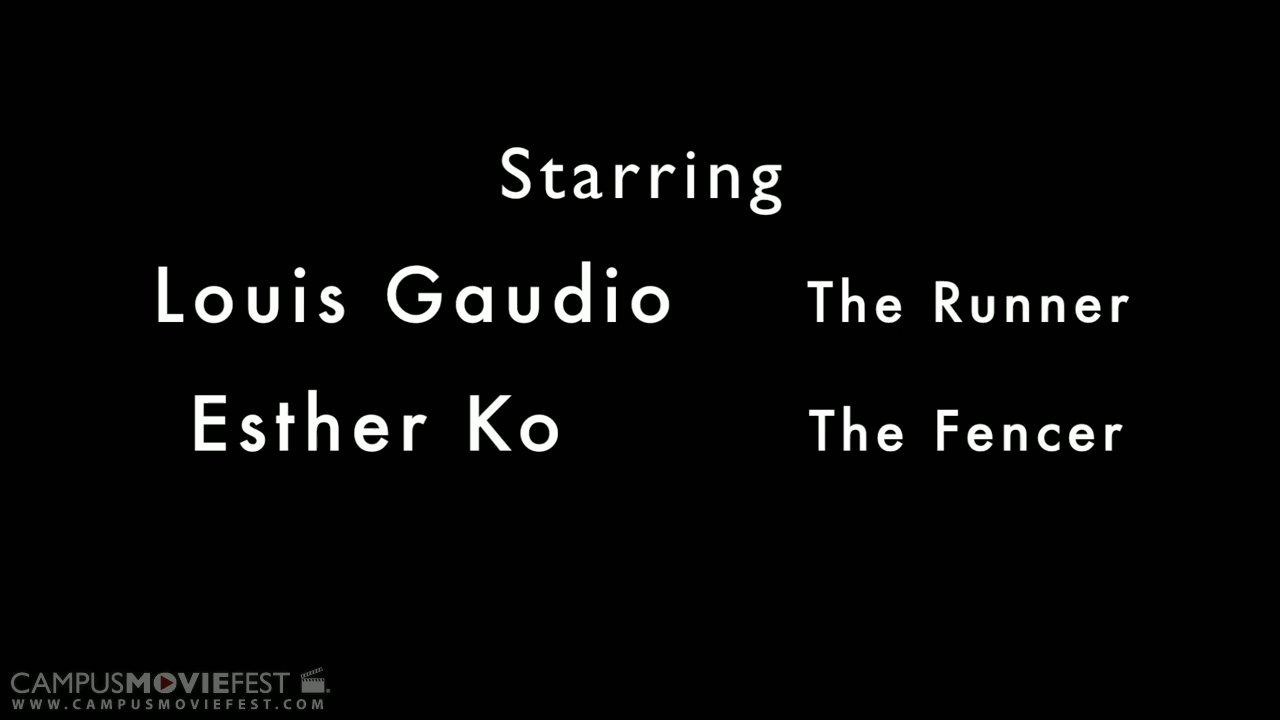 Starring
Louis Gaudio The Runner
Esther Ko The Fencer
CAMPUSMOVIEFEST
WWW.CAMPUSMOVIEFEST.COM